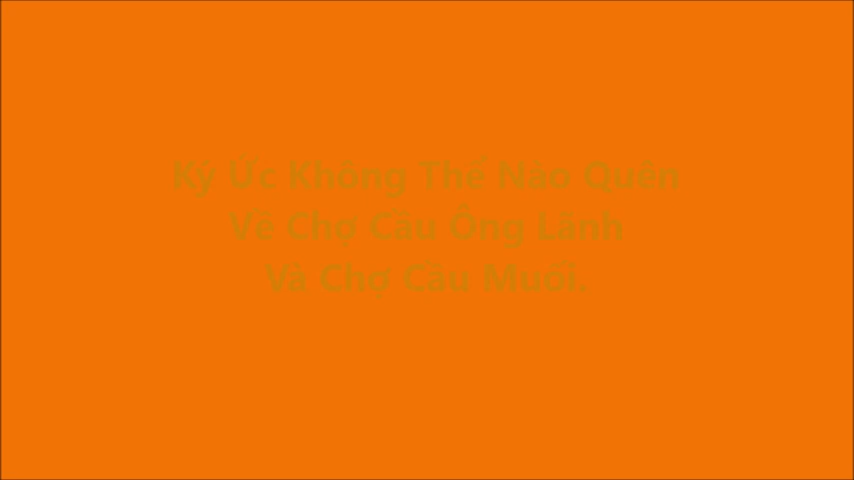 Ký Ức Không Thể Nào Quên
Về Chợ Cầu Ông Lãnh
Và Chợ Cầu Muối.